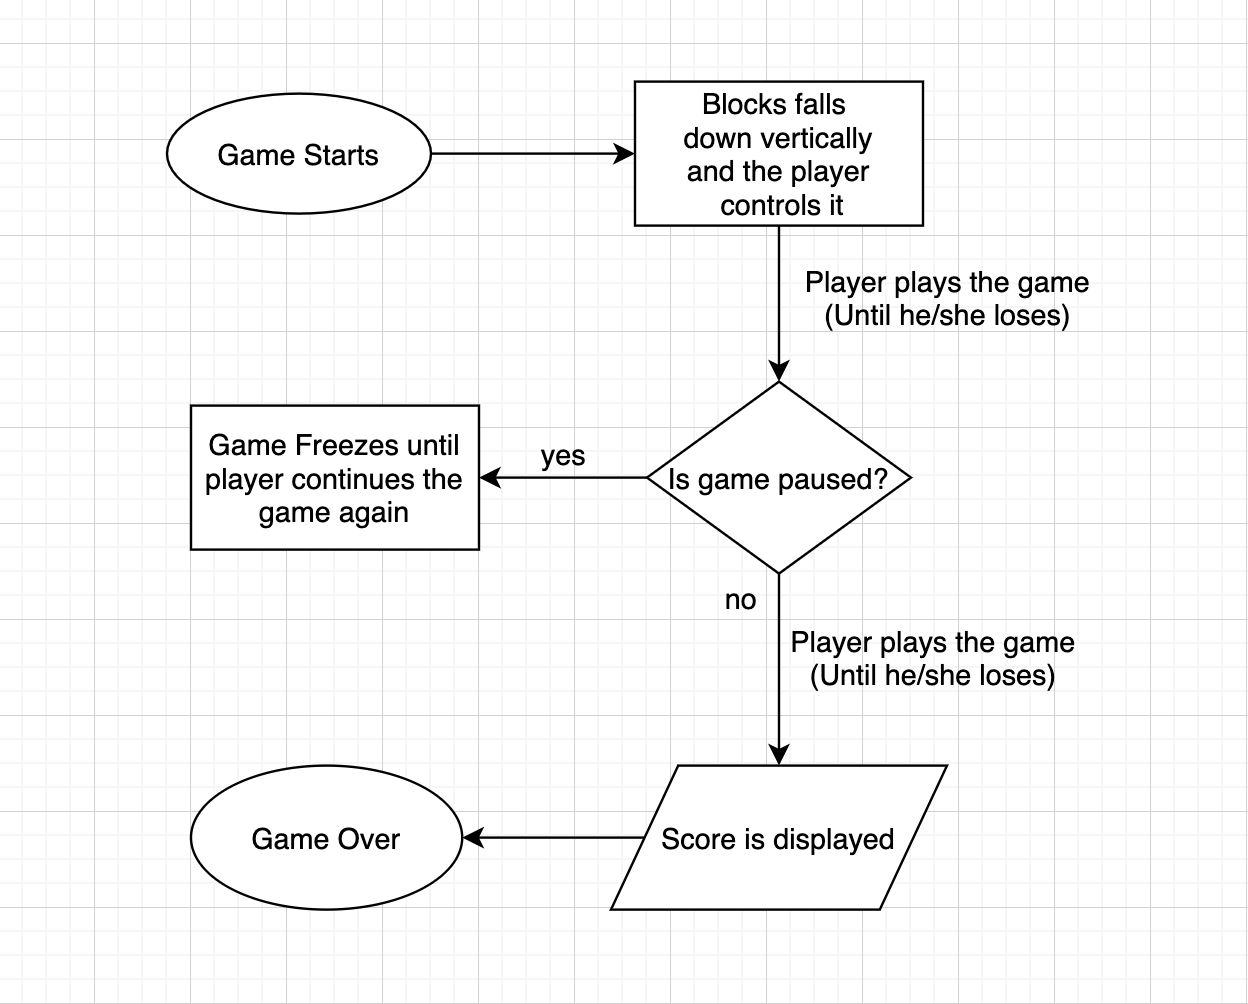 Game Starts
Blocks falls
down vertically
and the player
controls it
Player plays the game
(Until he/she loses)
Game Freezes until
player continues the
game again
yes
Is game paused?
no
Player plays the game
(Until he/she loses)
Game Over
Score is displayed